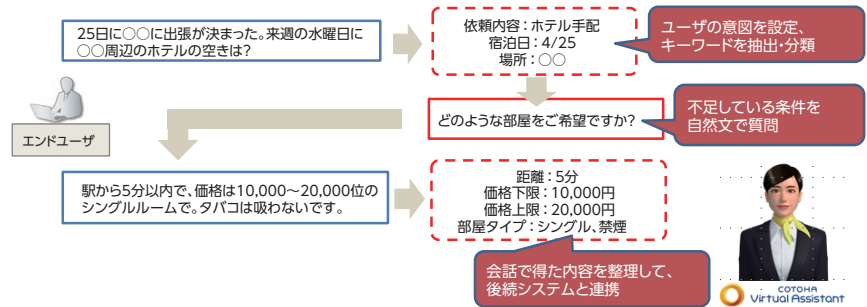 25日に○○に出張が決まった。来週の水曜日に
○○周辺のホテルの空きは?
依頼内容：ホテル手配
宿泊日：4/25
場所：○○
ユーザの意図を設定、
キーワードを抽出・分類
エンドユーザ
どのような部屋をご希望ですか?
不足している条件を
自然文で質問
駅から5分以内で、価格は10,000～20,000位の
シングルルームで。タバコは吸わないです。
距離：5分
価格下限：10,000円
価格上限：20,000円
部屋タイプ：シングル、禁煙
会話で得た内容を整理して、
後続システムと連携
COTOHA
Virtual Assistant